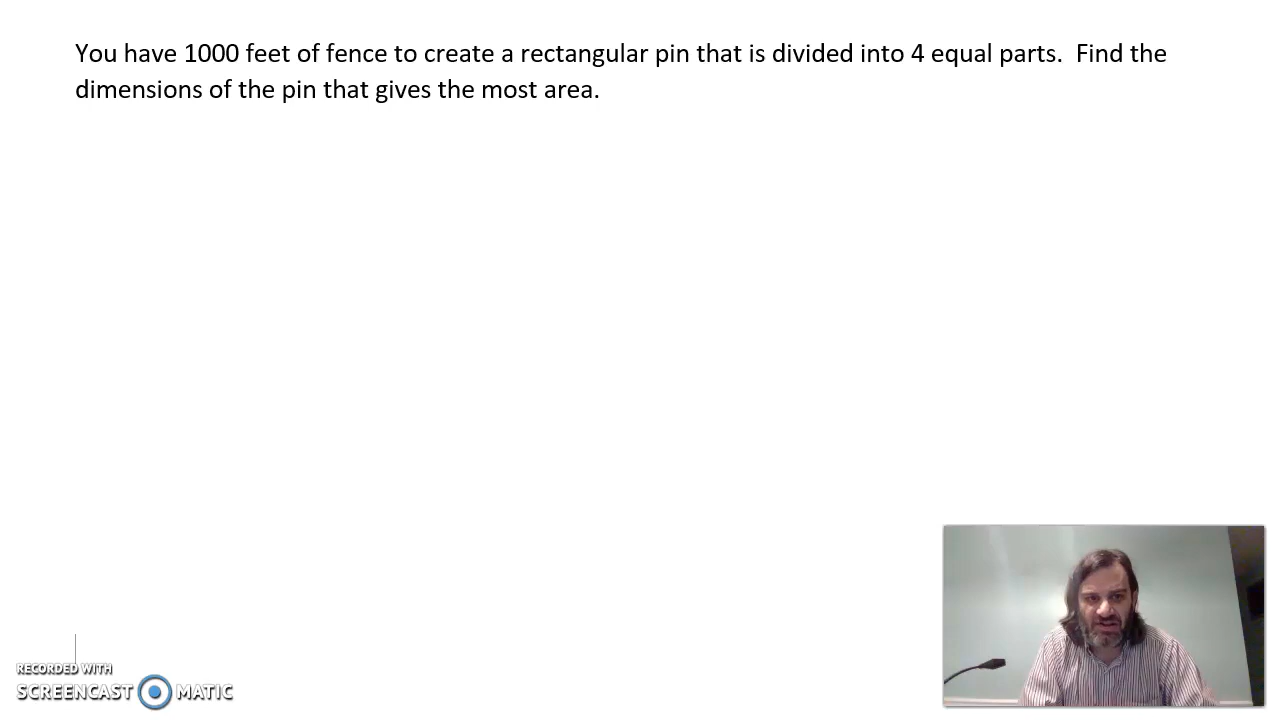 You have 1000 feet of fence to create a rectangular pin that is divided into 4 equal parts.  Find the
dimensions of the pin that gives the most area.
RECORDED WITH
SCREENCAST MATIC